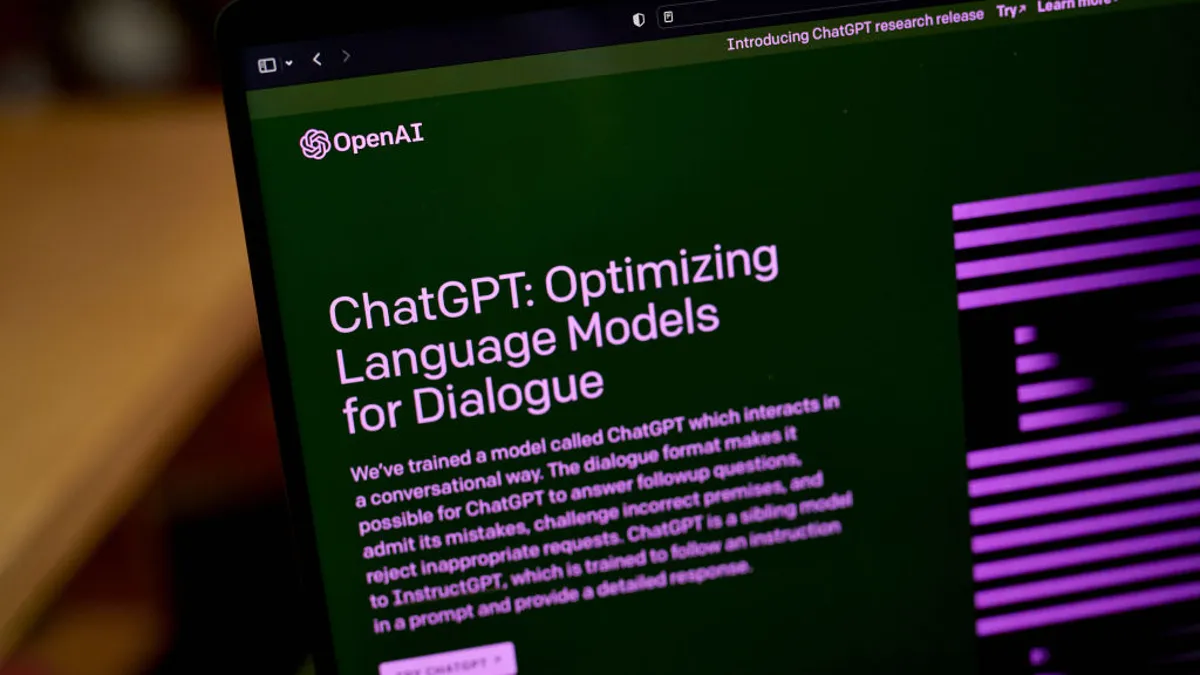 Introducing ChatGPT research release Try↗ Learn more
OpenAI
ChatGPT: Optimizing
Language Models
for Dialogue
We've trained a model called ChatGPT which interacts in
a conversational way. The dialogue format makes it
possible for ChatGPT to answer followup questions,
admit its mistakes, challenge incorrect premises, and
reject inappropriate requests. ChatGPT is a sibling model
to InstructGPT, which is trained to follow an instruction
in a prompt and provide a detailed response.
TRY CHATGPT ↗